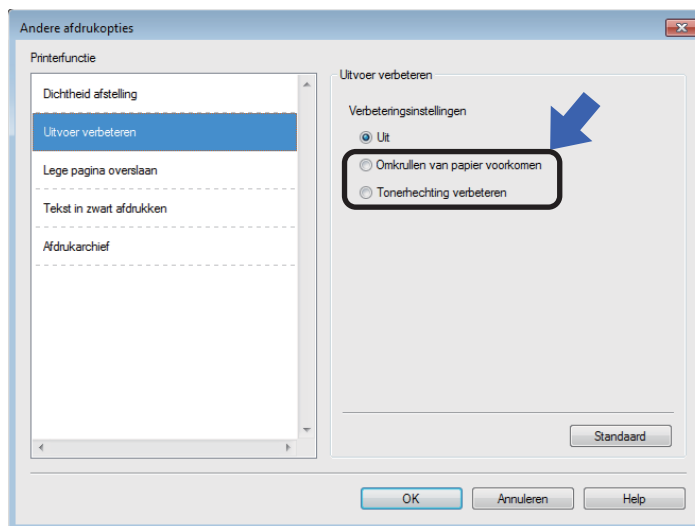 Andere afdrukopties
Printerfunctie
Dichtheid afstelling
Uitvoer verbeteren
Lege pagina overslaan
Tekst in zwart afdrukken
Afdrukarchief
Uitvoer verbeteren
Verbeteringsinstellingen
Uit
Omkrullen van papier voorkomen
Tonerhechting verbeteren
Standaard
OK
Annuleren
Help